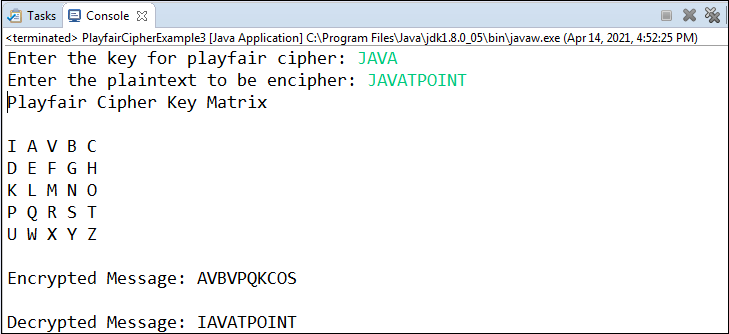 Tasks Console
<terminated> PlayfairCipherExample3 [Java Application] C:\Program Files\Java\jdk1.8.0_05\bin\javaw.exe (Apr 14, 2021, 4:52:25 PM)
Enter the key for playfair cipher: JAVA
Enter the plaintext to be encipher: JAVATPOINT
Playfair Cipher Key Matrix
I A V B C
D E F G H
K L M N O
P Q R S T
U W X Y Z
Encrypted Message: AVBVPQKCOS
Decrypted Message: IAVATPOINT